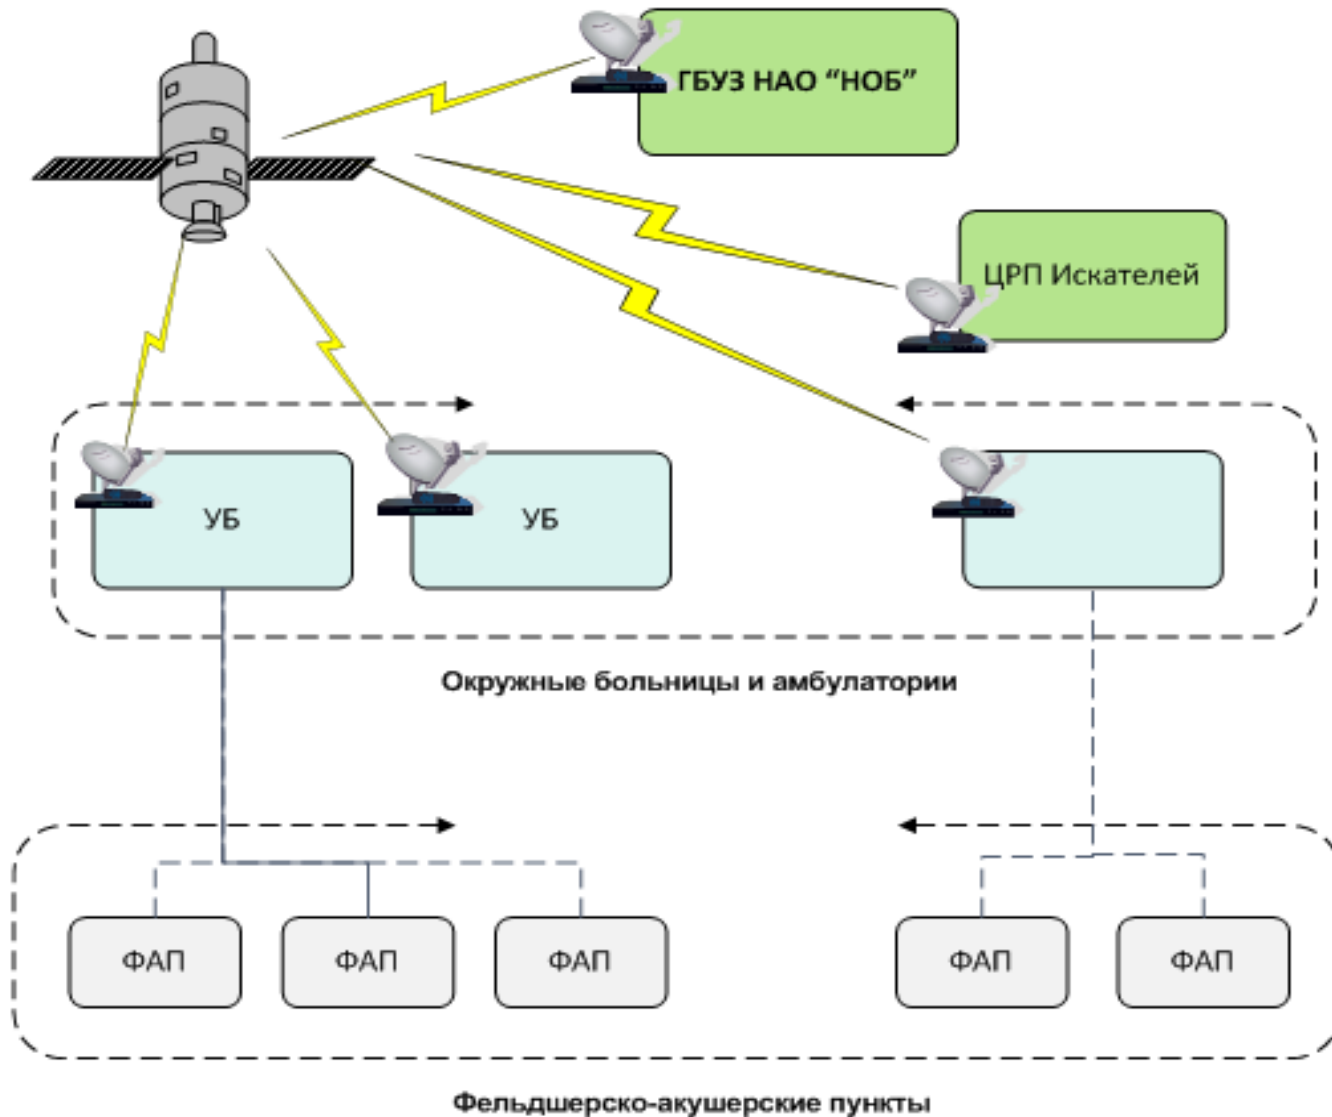 ГБУЗ НАО “НОБ”
ЦРП Искателей
УБ
УБ
Окружные больницы и амбулатории
ФАП
ФАП
ФАП
ФАП
ФАП
Фельдшерско-акушерские пункты